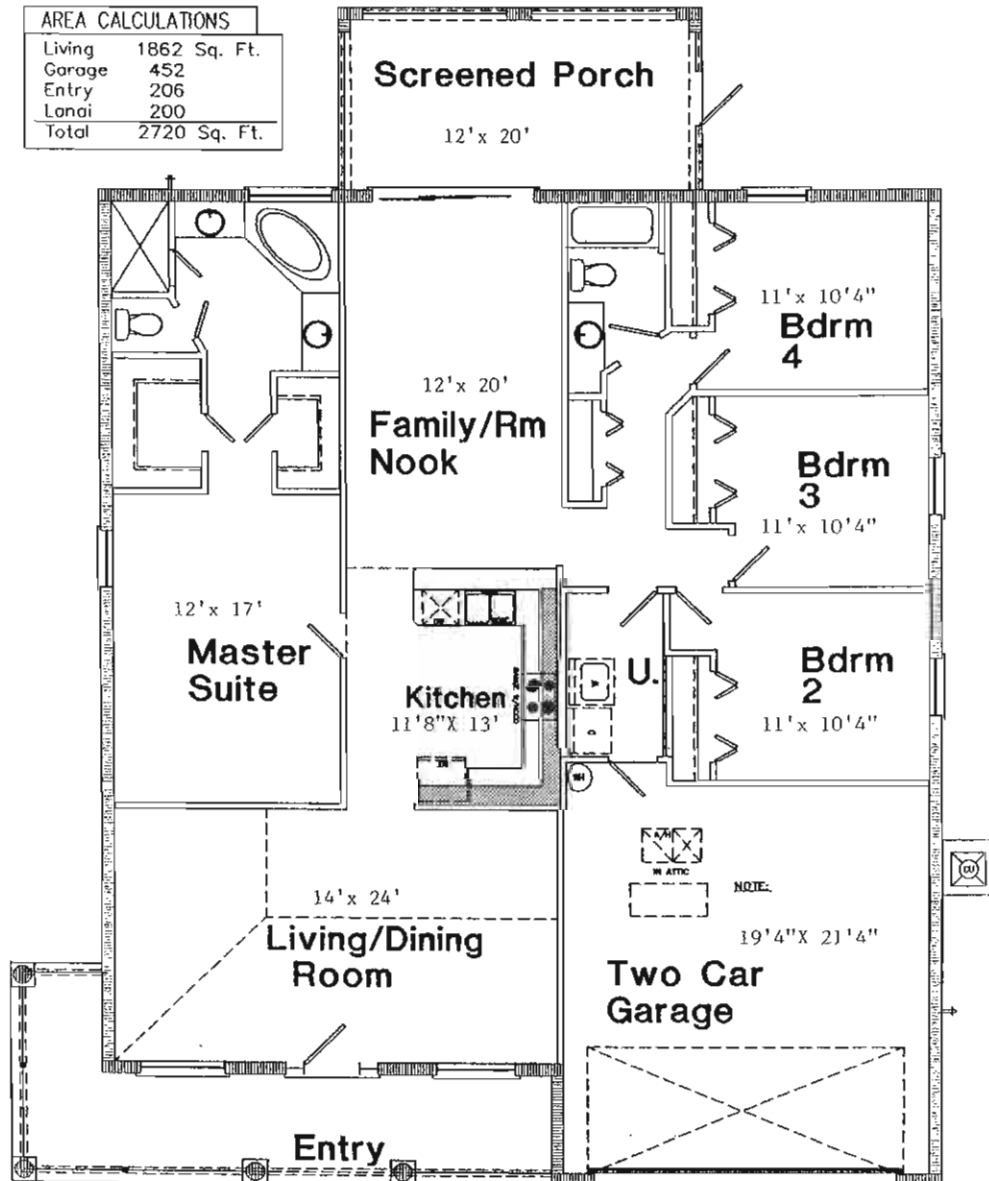 AREA CALCULATIONS
Living 1862 Sq. Ft.
Garage 452
Entry 206
Lanai 200
Total 2720 Sq. Ft.
Screened Porch
12'x 20'
11'x 10'4"
Bdrm
4
12'x 20'
Family/Rm
Nook
Bdrm
3
11'x 10'4"
12'x 17'
Master
Suite
Kitchen
11'8"X 13'
U.
Bdrm
2
11'x 10'4"
WH
A/H
IN ATTIC
NOTE:
CU
14'x 24'
Living/Dining
Room
19'4"X 21'4"
Two Car
Garage
Entry